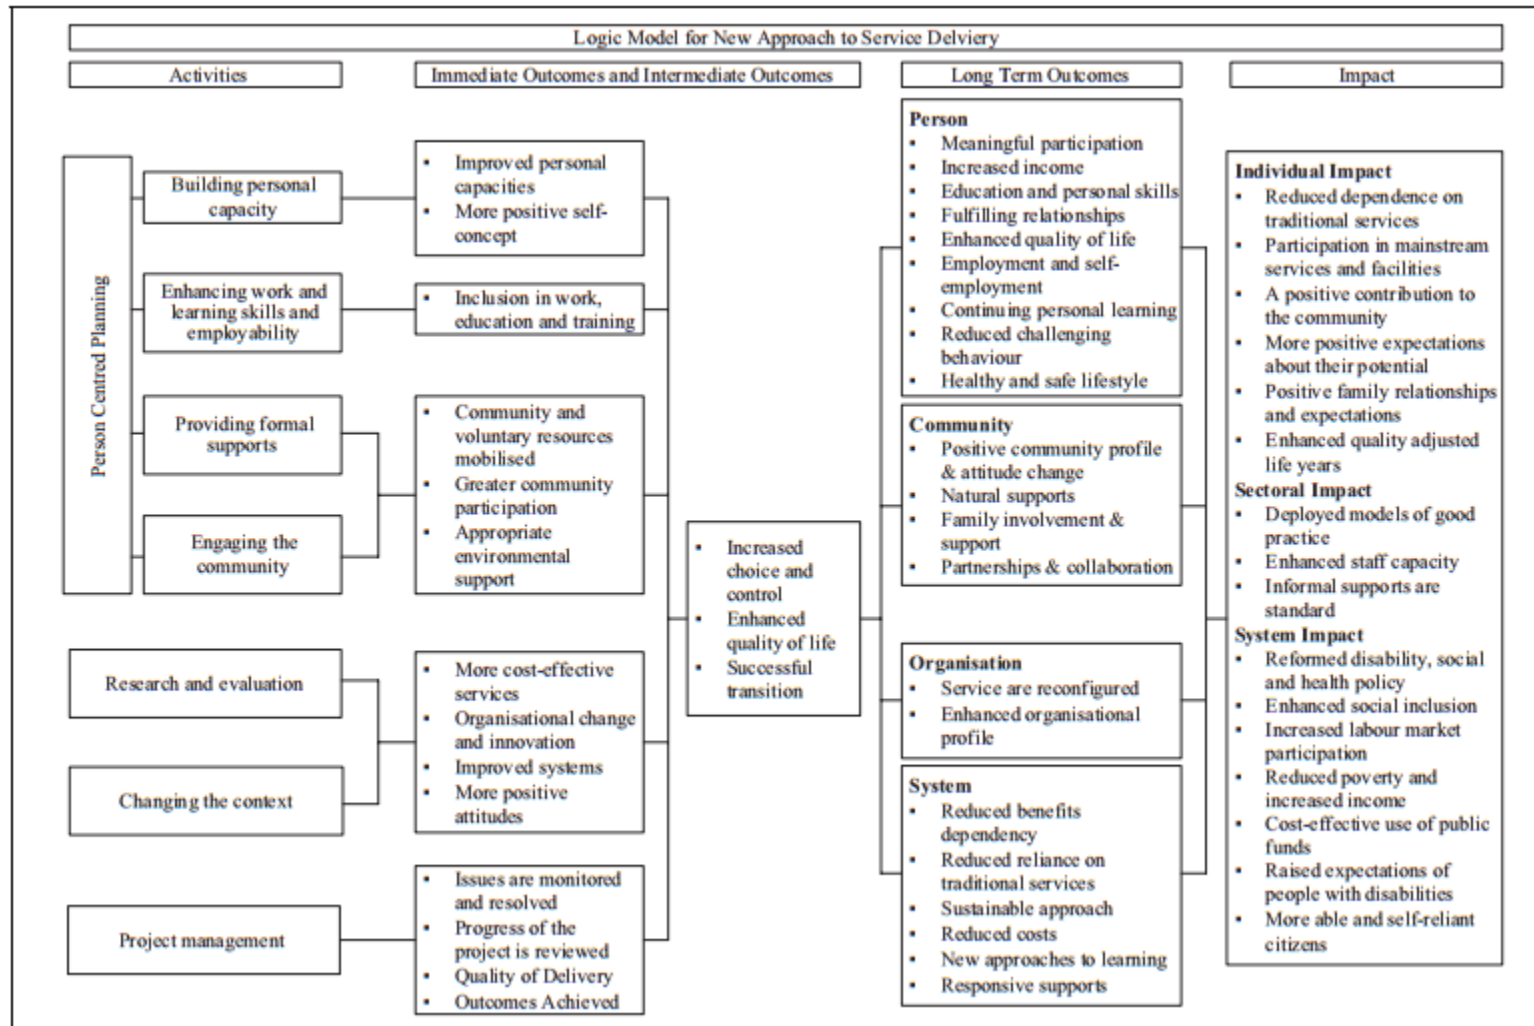 Logic Model for New Approach to Service Delviery
Activities
Immediate Outcomes and Intermediate Outcomes
Long Term Outcomes
Impact
Person Centred Planning
Building personal
capacity
Enhancing work and
learning skills and
employability
Providing formal
supports
Engaging the
community
Research and evaluation
Changing the context
Project management
▪ Improved personal
capacities
▪ More positive self-
concept
▪ Inclusion in work,
education and training
▪ Community and
voluntary resources
mobilised
▪ Greater community
participation
▪ Appropriate
environmental
support
▪ More cost-effective
services
▪ Organisational change
and innovation
▪ Improved systems
▪ More positive
attitudes
▪ Issues are monitored
and resolved
▪ Progress of the
project is reviewed
▪ Quality of Delivery
▪ Outcomes Achieved
▪ Increased
choice and
control
▪ Enhanced
quality of life
▪ Successful
transition
Person
▪ Meaningful participation
▪ Increased income
▪ Education and personal skills
▪ Fulfilling relationships
▪ Enhanced quality of life
▪ Employment and self-
employment
▪ Continuing personal learning
▪ Reduced challenging
behaviour
▪ Healthy and safe lifestyle
Community
▪ Positive community profile
& attitude change
▪ Natural supports
▪ Family involvement &
support
▪ Partnerships & collaboration
Organisation
▪ Service are reconfigured
▪ Enhanced organisational
profile
System
▪ Reduced benefits
dependency
▪ Reduced reliance on
traditional services
▪ Sustainable approach
▪ Reduced costs
▪ New approaches to learning
▪ Responsive supports
Individual Impact
▪ Reduced dependence on
traditional services
▪ Participation in mainstream
services and facilities
▪ A positive contribution to
the community
▪ More positive expectations
about their potential
▪ Positive family relationships
and expectations
▪ Enhanced quality adjusted
life years
Sectoral Impact
▪ Deployed models of good
practice
▪ Enhanced staff capacity
▪ Informal supports are
standard
System Impact
▪ Reformed disability, social
and health policy
▪ Enhanced social inclusion
▪ Increased labour market
participation
▪ Reduced poverty and
increased income
▪ Cost-effective use of public
funds
▪ Raised expectations of
people with disabilities
▪ More able and self-reliant
citizens